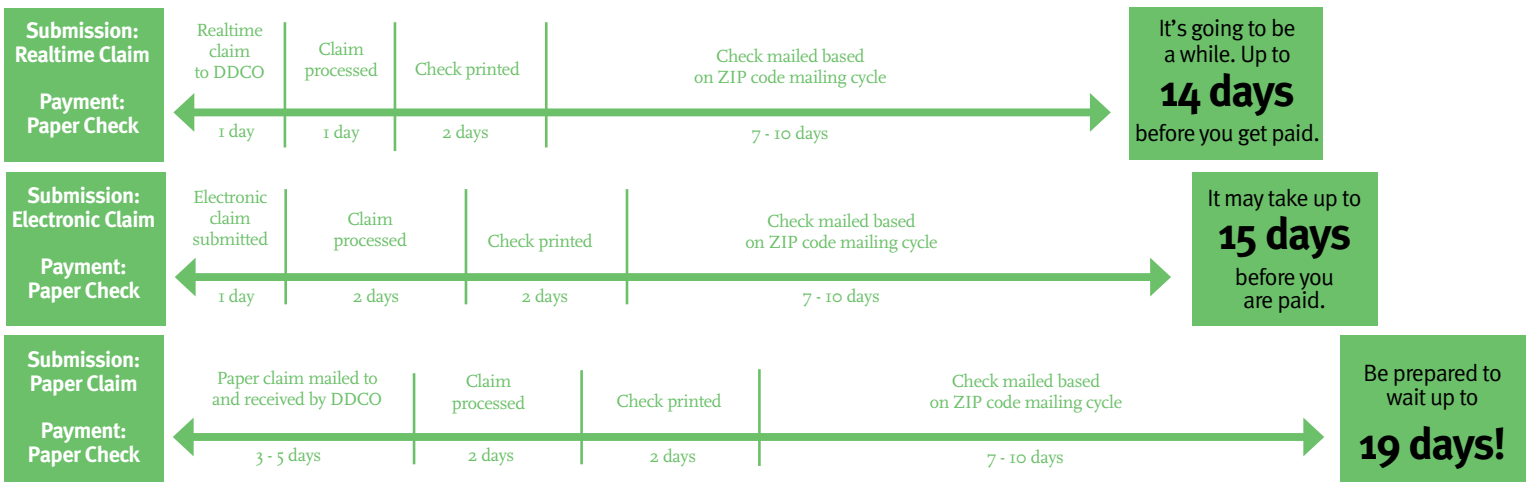 Submission:
Realtime Claim
Payment:
Paper Check
Realtime
claim
to DDCO
1 day
Claim
processed
1 day
Check printed
2 days
Check mailed based
on ZIP code mailing cycle
7 - 10 days
It's going to be
a while. Up to
14 days
before you get paid.
Submission:
Electronic Claim
Payment:
Paper Check
Electronic
claim
submitted
1 day
Claim
processed
2 days
Check printed
2 days
Check mailed based
on ZIP code mailing cycle
7 - 10 days
It may take up to
15 days
before you
are paid.
Submission:
Paper Claim
Payment:
Paper Check
Paper claim mailed to
and received by DDCO
3 - 5 days
Claim
processed
2 days
Check printed
2 days
Check mailed based
on ZIP code mailing cycle
7 - 10 days
Be prepared to
wait up to
19 days!